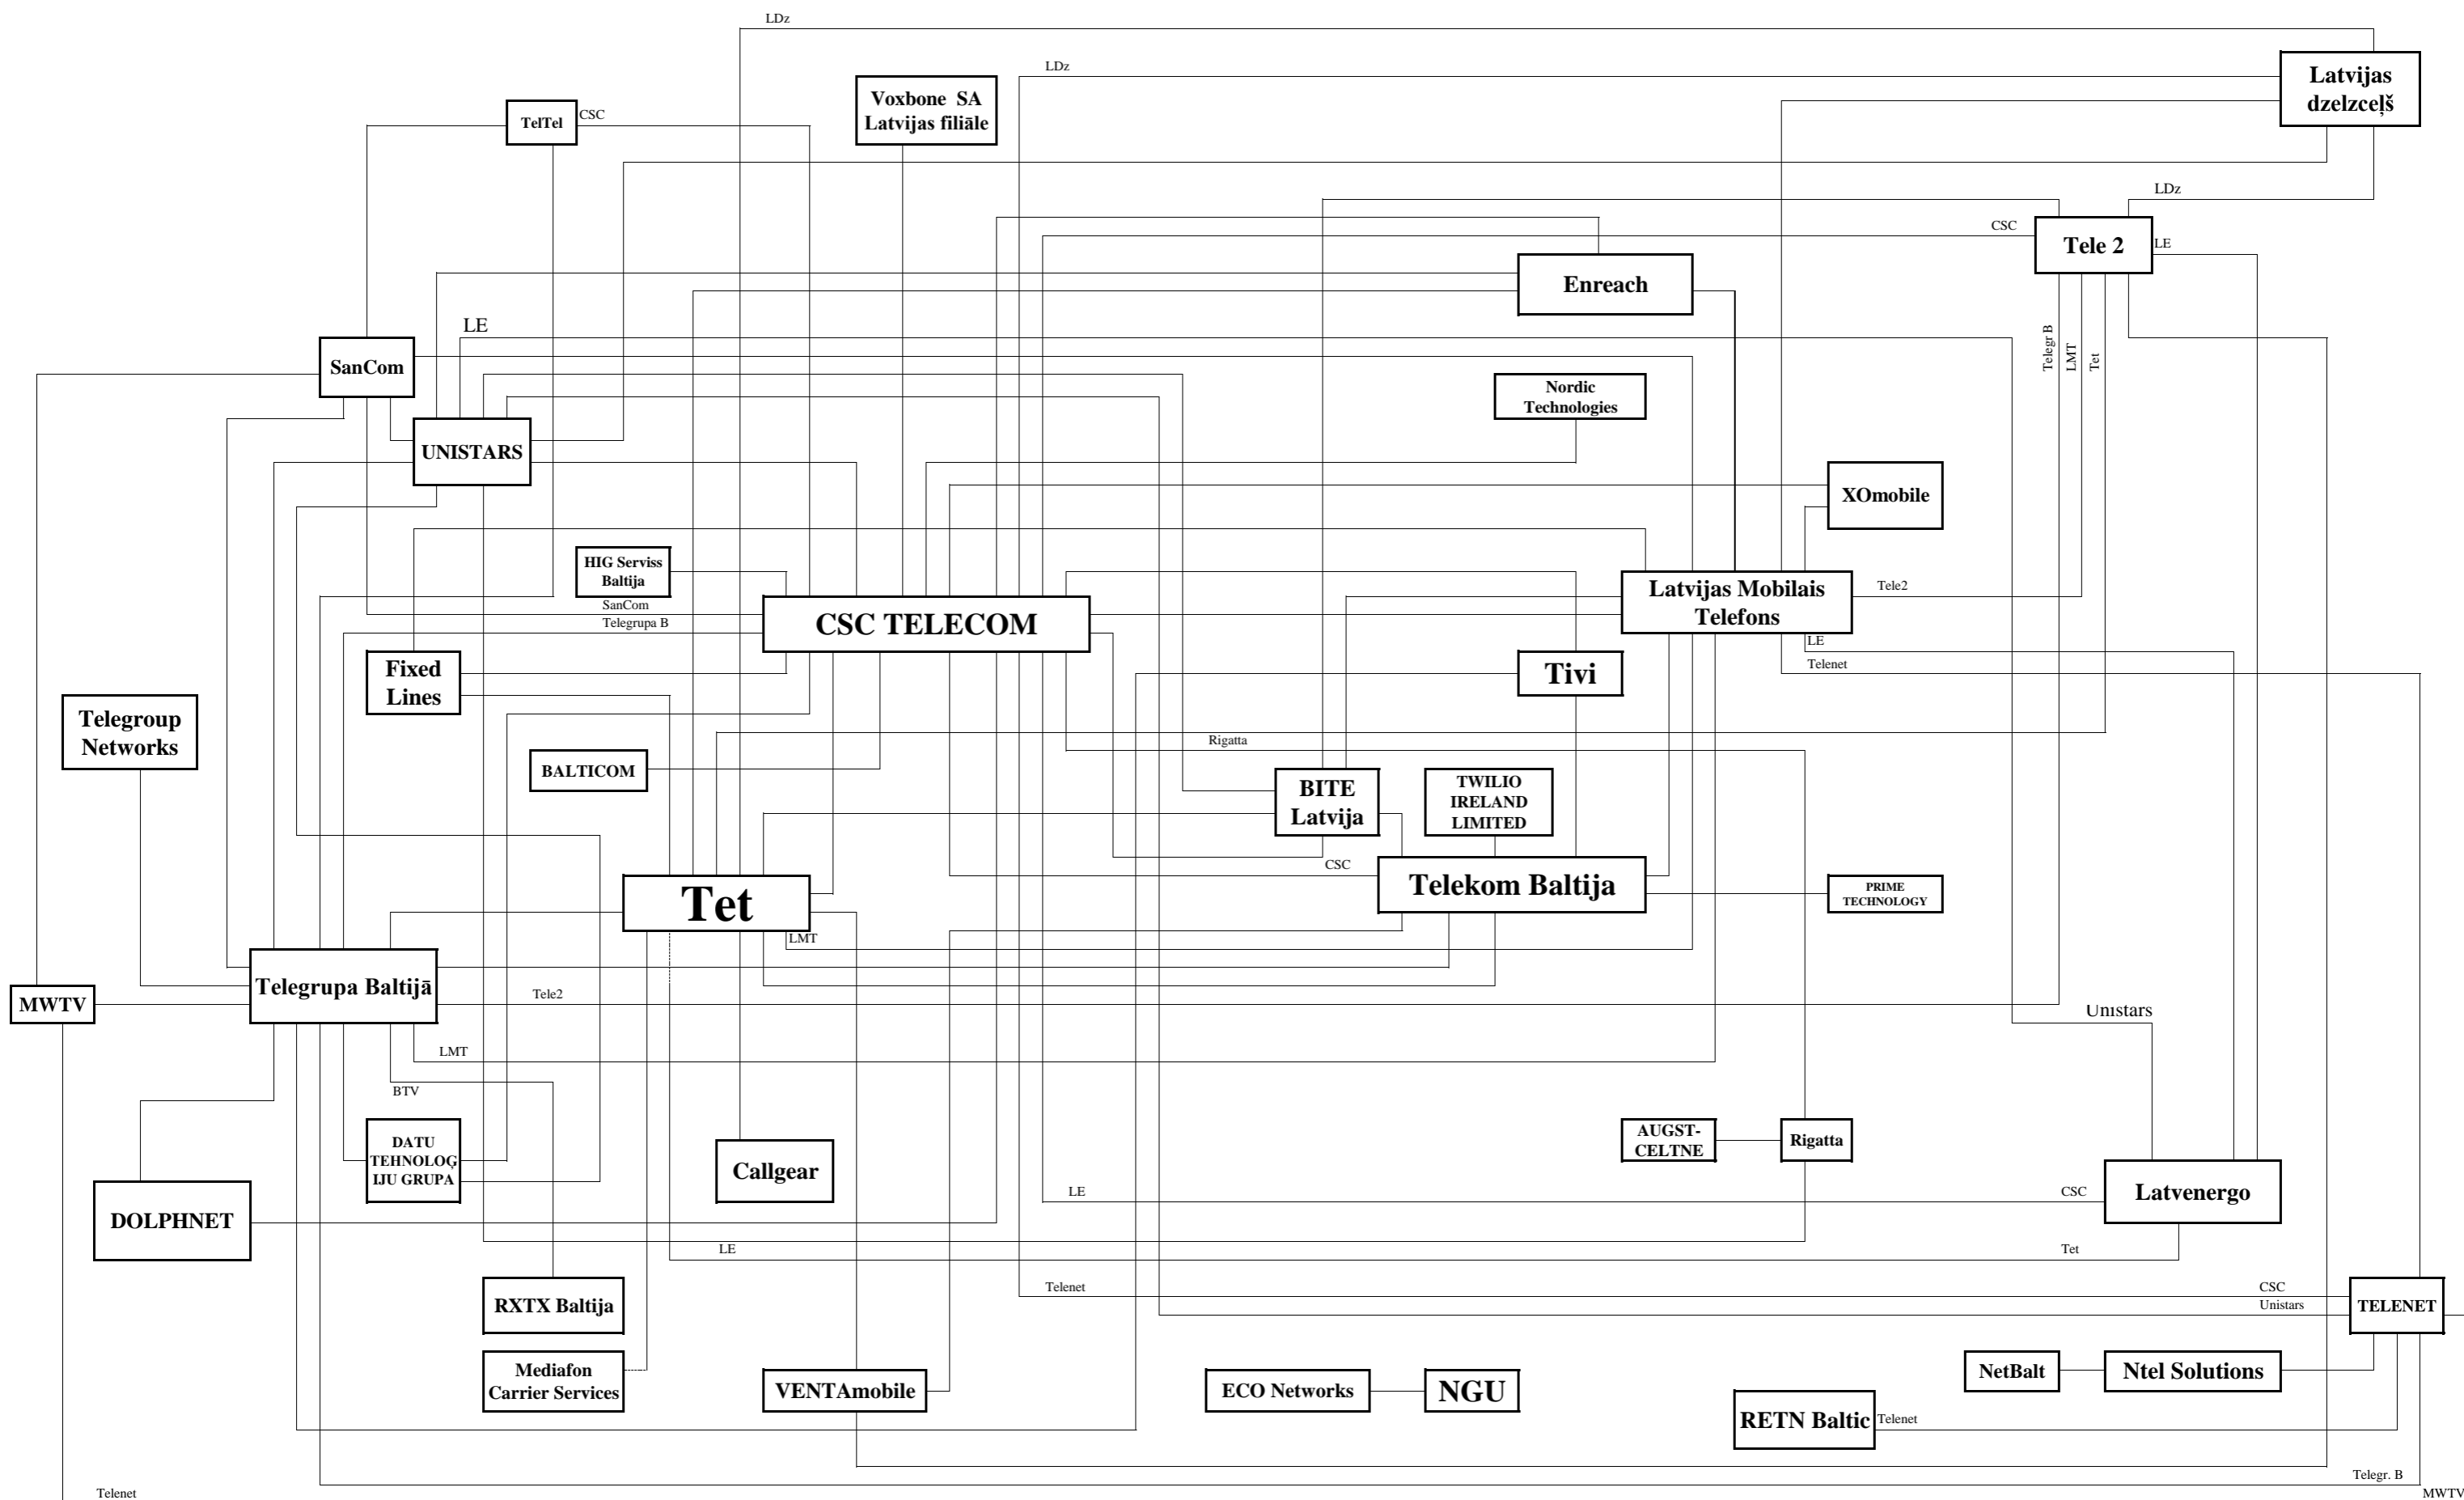 LDz
LDz
Latvijas
dzelzceļš
Voxbone SA
Latvijas filiāle
TelTel
CSC
LDz
CSC
Tele 2
LE
Enreach
LE
Telegr B
LMT
Tet
SanCom
Nordic
Technologies
UNISTARS
XOmobile
HIG Serviss
Baltija
Latvijas Mobilais
Telefons
Tele2
SanCom
Telegrupa B
CSC TELECOM
LE
Telenet
Fixed
Lines
Tivi
Telegroup
Networks
Rigatta
BALTICOM
BITE
Latvija
TWILIO
IRELAND
LIMITED
CSC
Telekom Baltija
PRIME
TECHNOLOGY
Tet
LMT
Telegrupa Baltijā
MWTV
Tele2
Unistars
LMT
BTV
DATU
TEHNOLOĢ
IJU GRUPA
Callgear
AUGST-
CELTNE
Rigatta
LE
CSC
Latvenergo
DOLPHNET
LE
Tet
Telenet
CSC
Unistars
TELENET
RXTX Baltija
Mediafon
Carrier Services
VENTAmobile
ECO Networks
NGU
NetBalt
Ntel Solutions
RETN Baltic
Telenet
Telegr. B
Telenet
MWTV